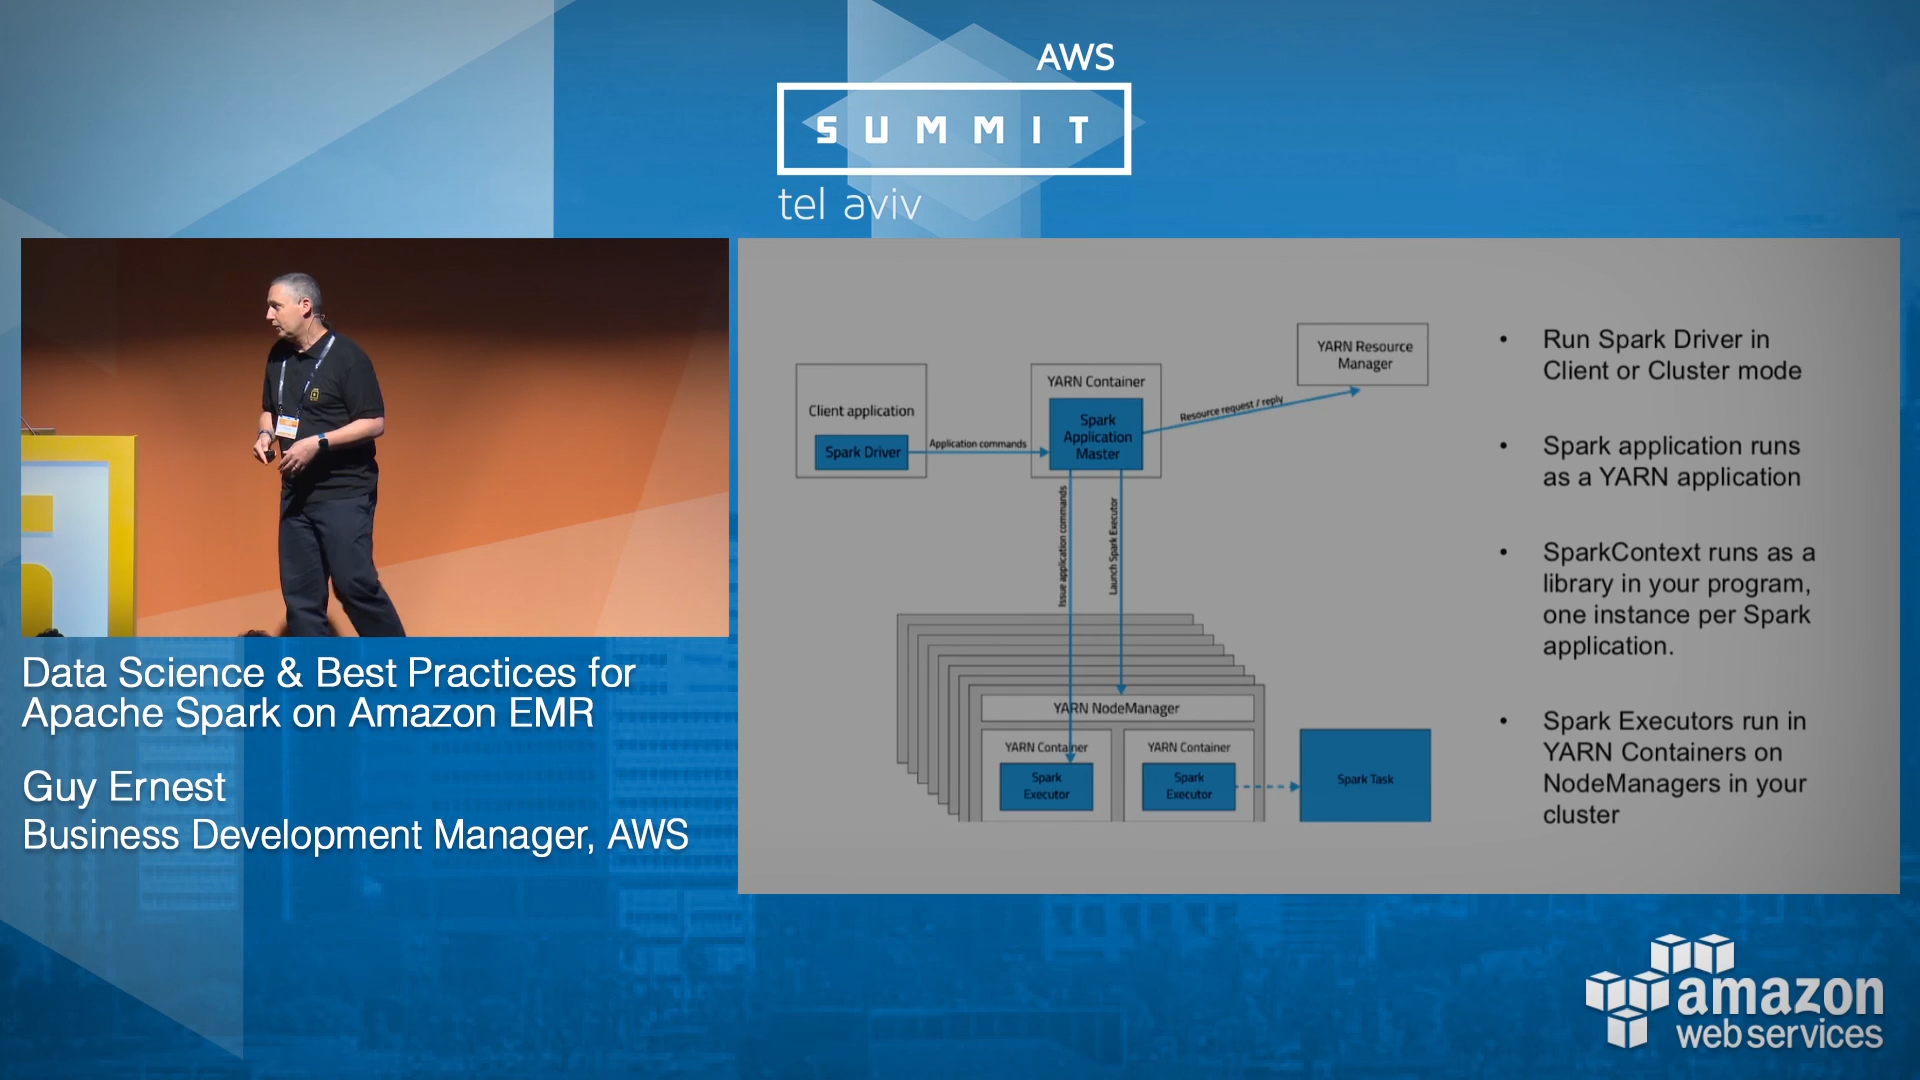 AWS
SUMMIT
tel aviv
Data Science & Best Practices for
Apache Spark on Amazon EMR
Guy Ernest
Business Development Manager, AWS
Client application
Spark Driver
Application commands
YARN Container
Spark
Application
Master
Resource request / reply
YARN Resource
Manager
Issue application commands
Launch Spark Executor
YARN NodeManager
YARN Container
Spark
Executor
YARN Container
Spark
Executor
Spark Task
• Run Spark Driver in
Client or Cluster mode
• Spark application runs
as a YARN application
• SparkContext runs as a
library in your program,
one instance per Spark
application.
• Spark Executors run in
YARN Containers on
NodeManagers in your
cluster
amazon
web services